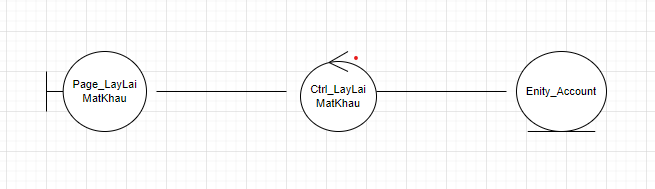 Page_LayLai
MatKhau
Ctrl_LayLai
MatKhau
Enity_Account